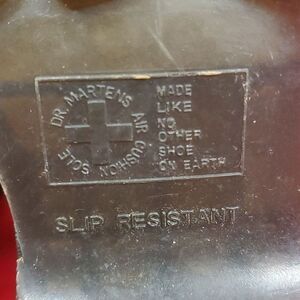 DR. MARTENS AIR CUSHION SOLE
MADE
LIKE
NO
OTHER
SHOE
ON EARTH
SLIP RESISTANT